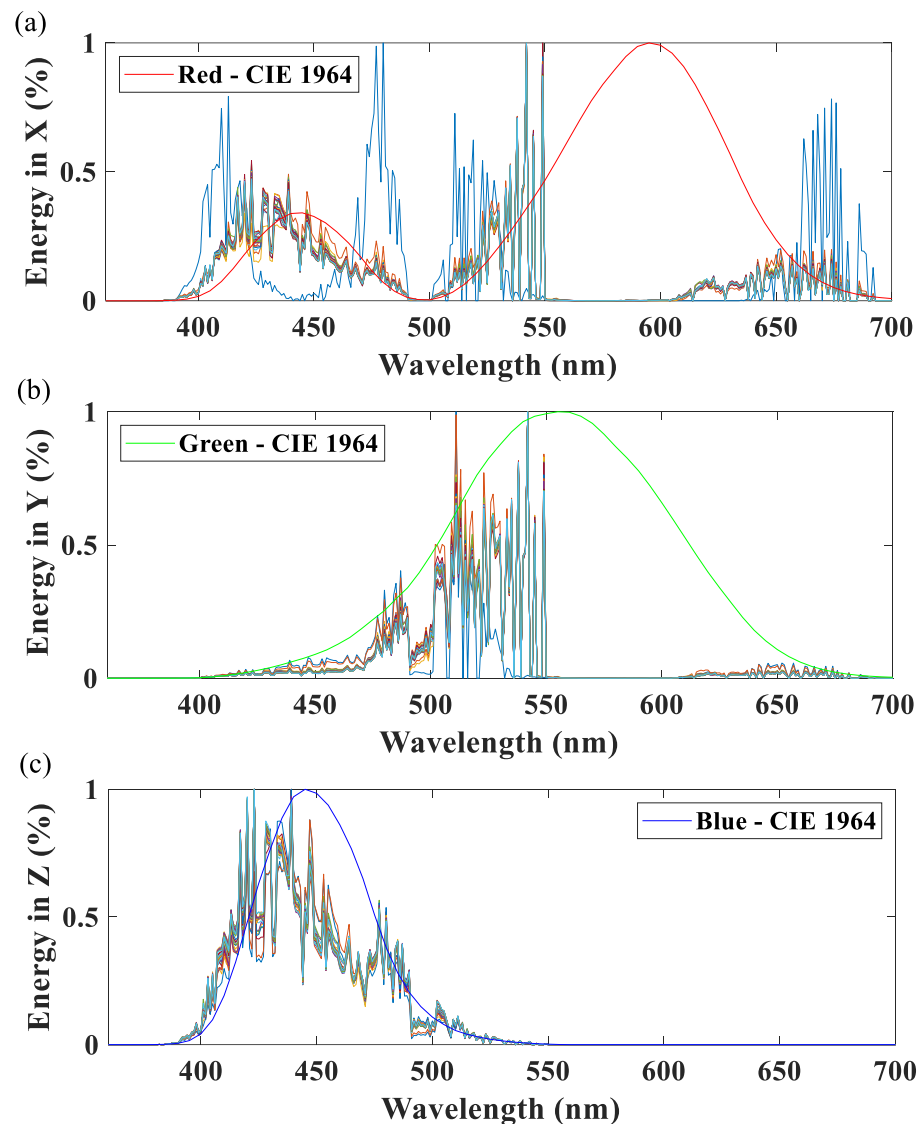 (a)
Energy in X (%)
1
0.5
0
Red - CIE 1964
400 450 500 550 600 650 700
Wavelength (nm)
(b)
Energy in Y (%)
1
0.5
0
Green - CIE 1964
400 450 500 550 600 650 700
Wavelength (nm)
(c)
Energy in Z (%)
1
0.5
0
Blue - CIE 1964
400 450 500 550 600 650 700
Wavelength (nm)